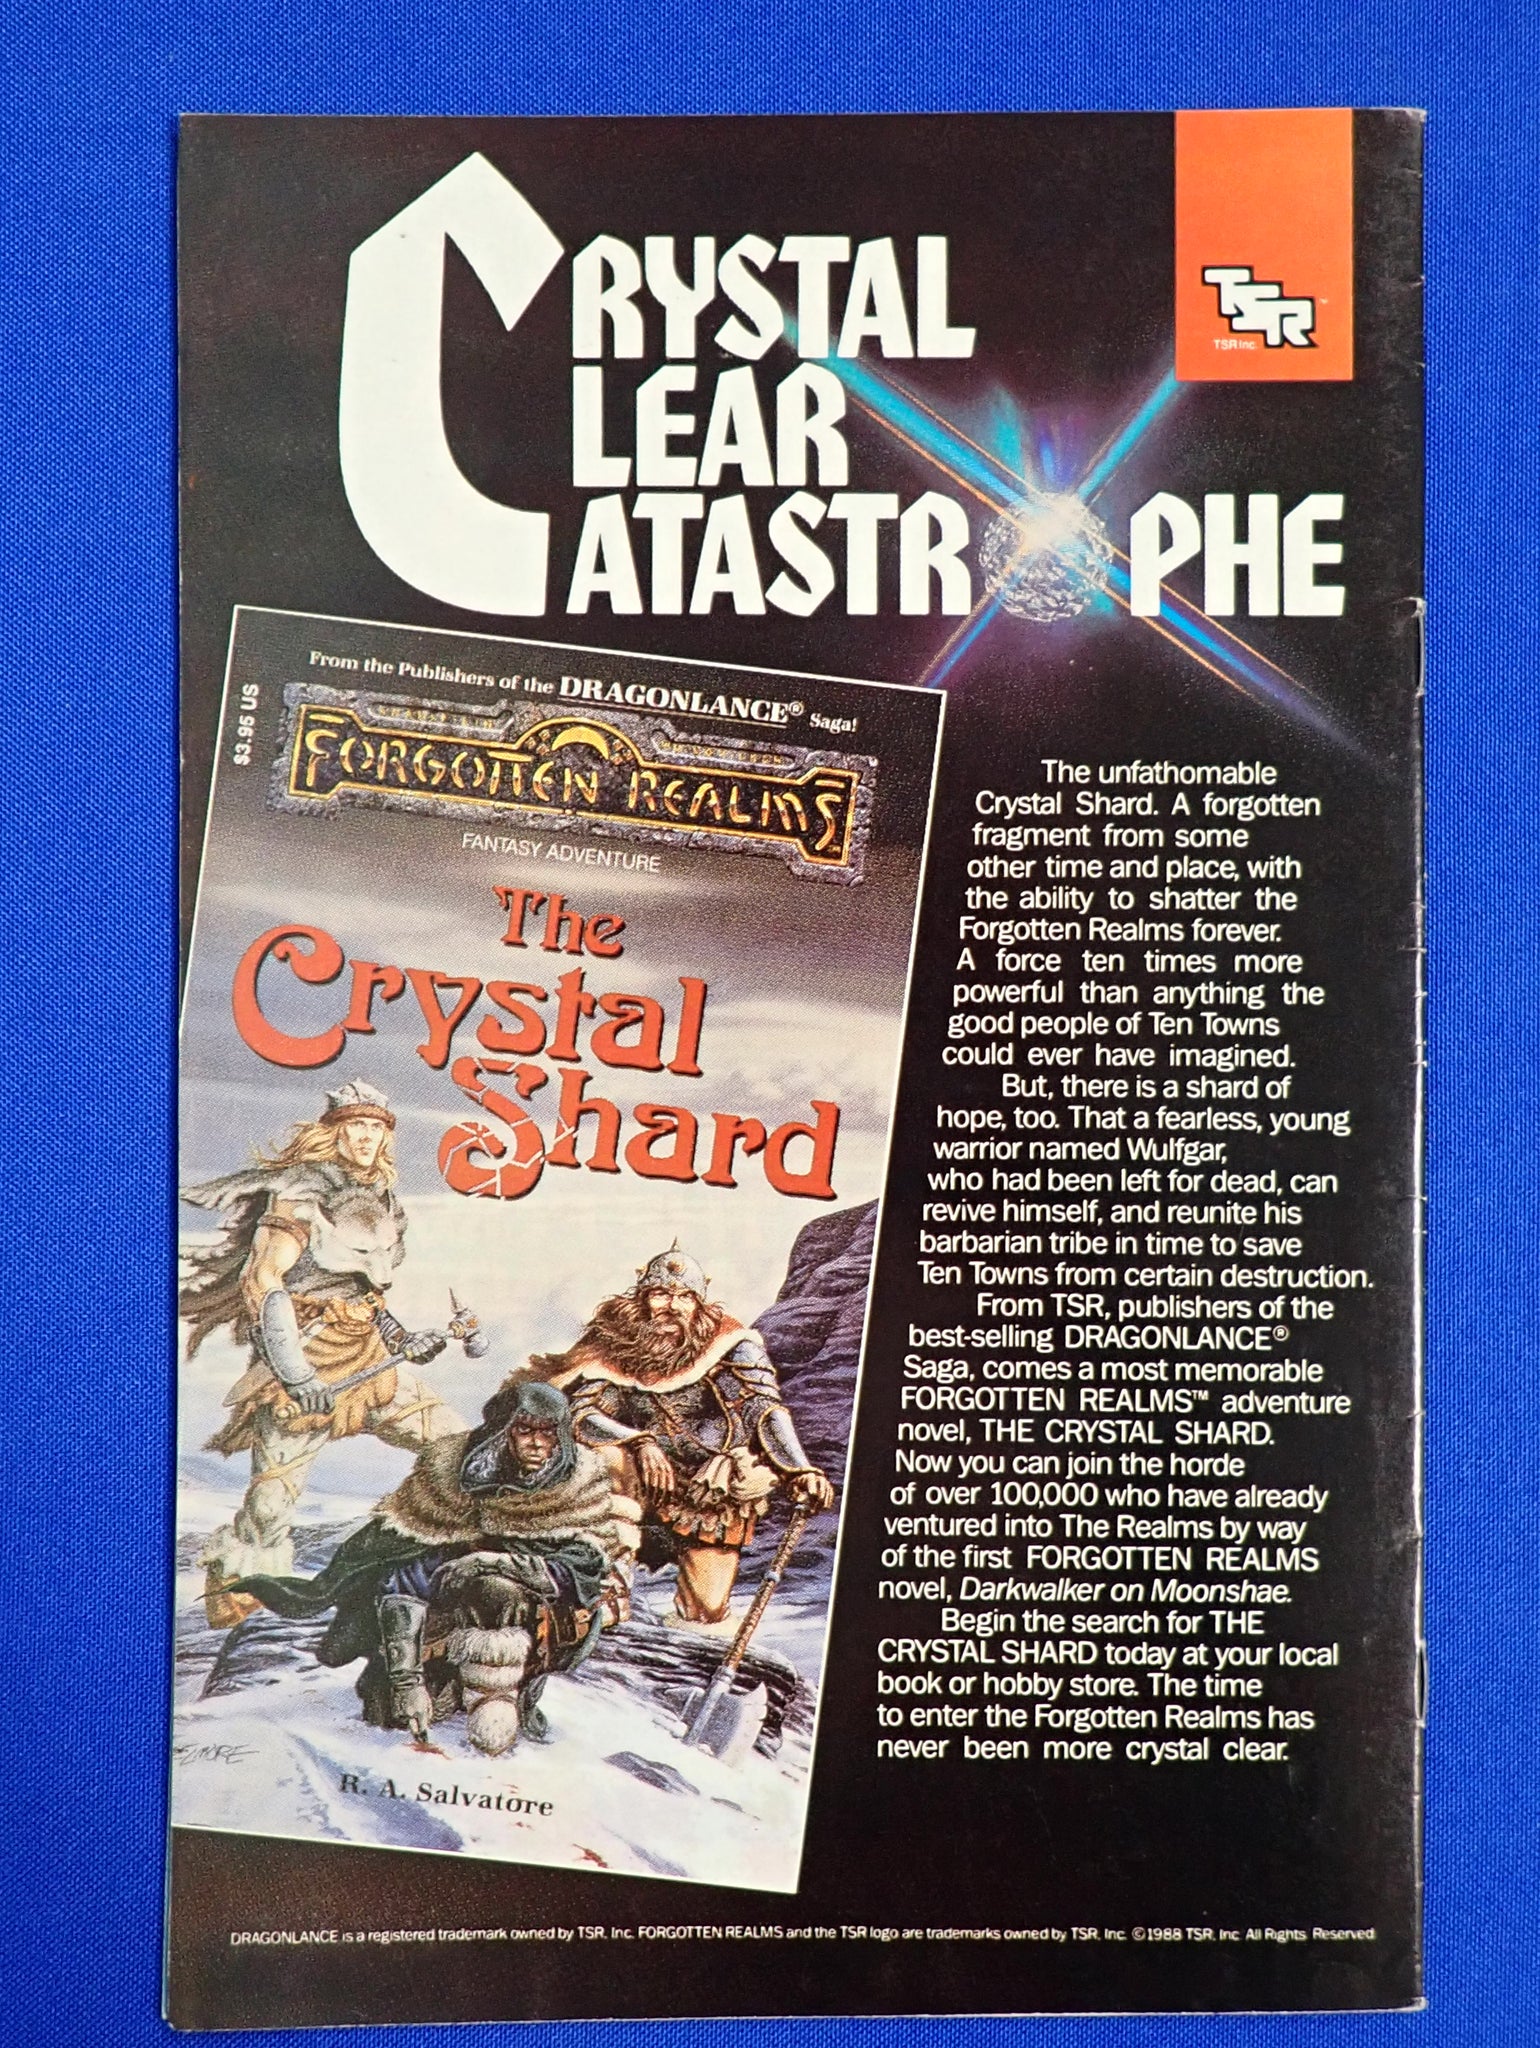 CRYSTAL
CLEAR
CATASTROPHE
TSR™
TSR Inc.
From the Publishers of the DRAGONLANCE® Saga!
$3.95 US
FORGOTTEN REALMS
FANTASY ADVENTURE
The
Crystal
Shard
ELMORE
R. A. Salvatore
The unfathomable
Crystal Shard. A forgotten
fragment from some
other time and place, with
the ability to shatter the
Forgotten Realms forever.
A force ten times more
powerful than anything the
good people of Ten Towns
could ever have imagined.
But, there is a shard of
hope, too. That a fearless, young
warrior named Wulfgar,
who had been left for dead, can
revive himself, and reunite his
barbarian tribe in time to save
Ten Towns from certain destruction.
From TSR, publishers of the
best-selling DRAGONLANCE®
Saga, comes a most memorable
FORGOTTEN REALMS™ adventure
novel, THE CRYSTAL SHARD.
Now you can join the horde
of over 100,000 who have already
ventured into The Realms by way
of the first FORGOTTEN REALMS
novel, Darkwalker on Moonshae.
Begin the search for THE
CRYSTAL SHARD today at your local
book or hobby store. The time
to enter the Forgotten Realms has
never been more crystal clear.
DRAGONLANCE is a registered trademark owned by TSR, Inc. FORGOTTEN REALMS and the TSR logo are trademarks owned by TSR, Inc. ©1988 TSR, Inc. All Rights Reserved.